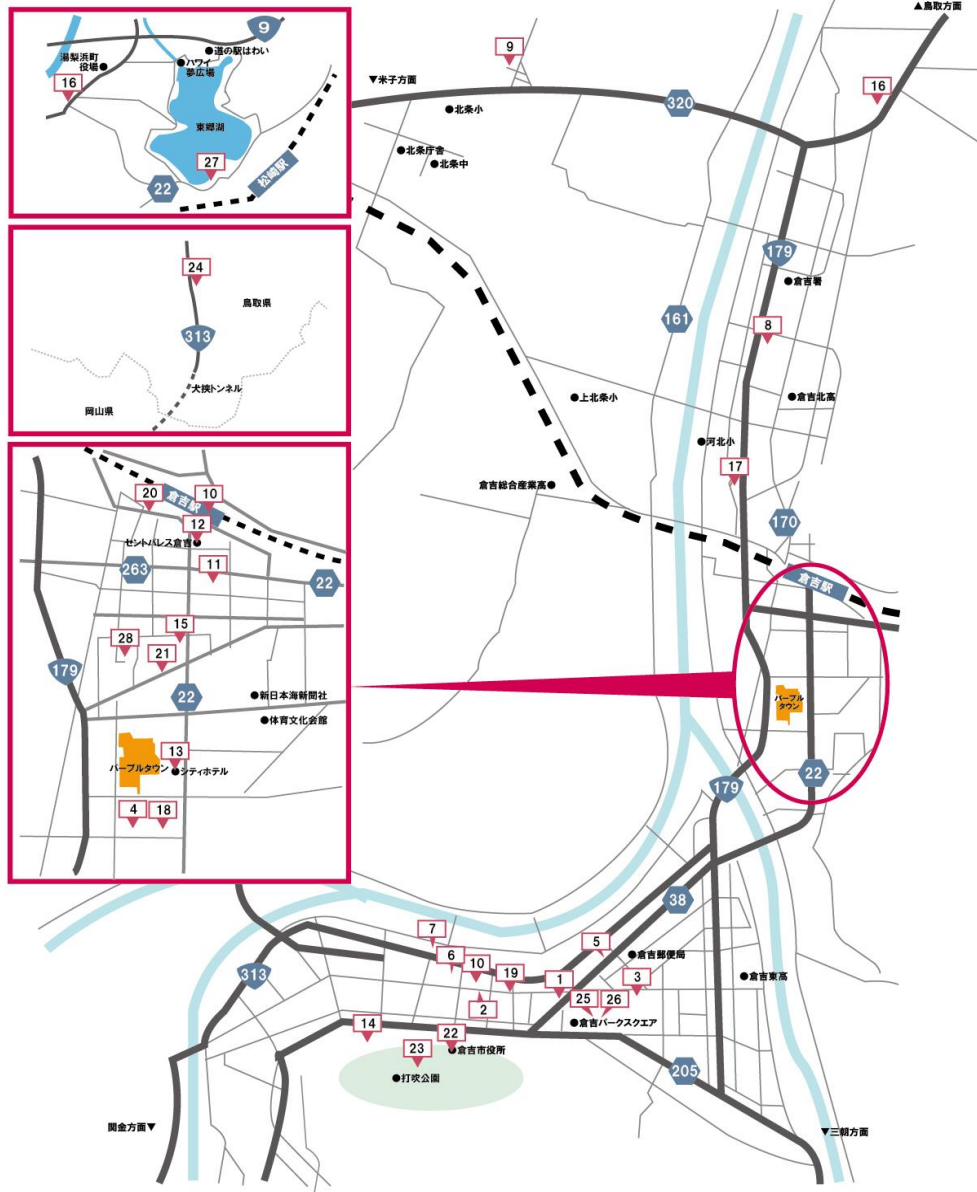 9
道の駅はわい
湯梨浜町
役場
ハワイ
夢広場
16
東郷湖
27
22
松崎駅
24
鳥取県
313
犬挟トンネル
岡山県
20
倉吉駅
10
12
セントパレス倉吉
263
11
22
15
28
21
179
22
新日本海新聞社
体育文化会館
13
パープルタウン
シティホテル
4
18
▲鳥取方面
9
▼米子方面
16
320
北条小
北条庁舎
北条中
179
倉吉署
161
8
上北条小
倉吉北高
河北小
17
倉吉総合産業高
170
倉吉駅
パープル
タウン
22
179
38
7
5
6
倉吉郵便局
10
313
19
1
3
倉吉東高
25
26
2
倉吉パークスクエア
14
22
23
倉吉市役所
205
打吹公園
関金方面▼
▼三朝方面